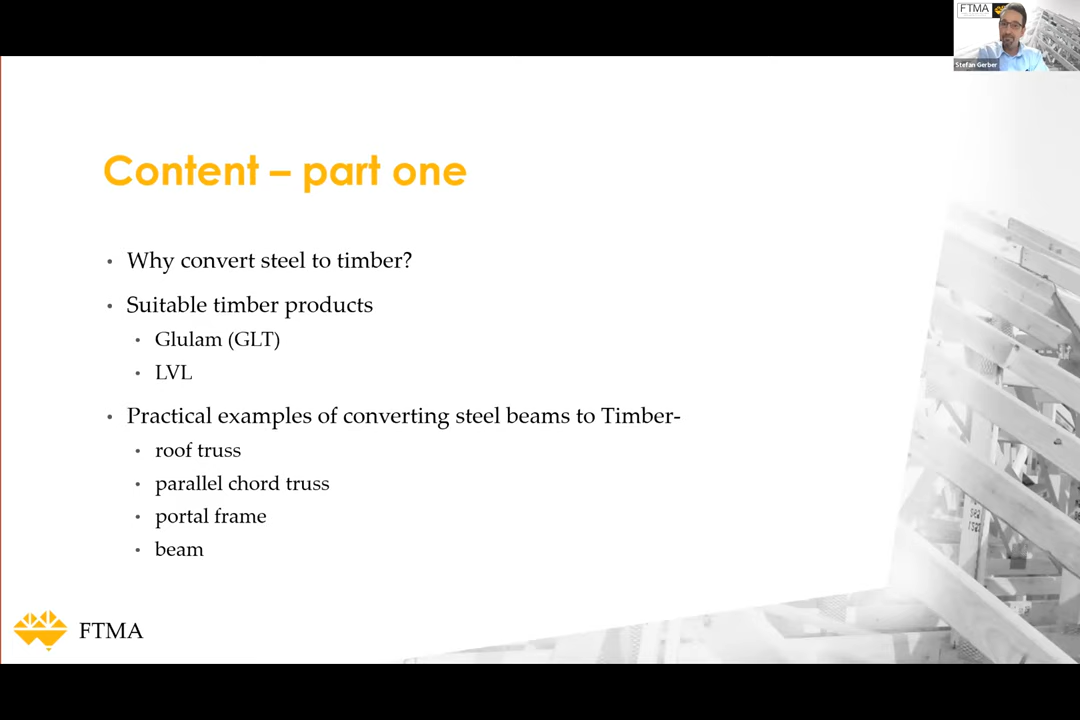 FTMA
Stefan Gerber
Content – part one
• Why convert steel to timber?
• Suitable timber products
• Glulam (GLT)
• LVL
• Practical examples of converting steel beams to Timber-
• roof truss
• parallel chord truss
• portal frame
• beam
FTMA